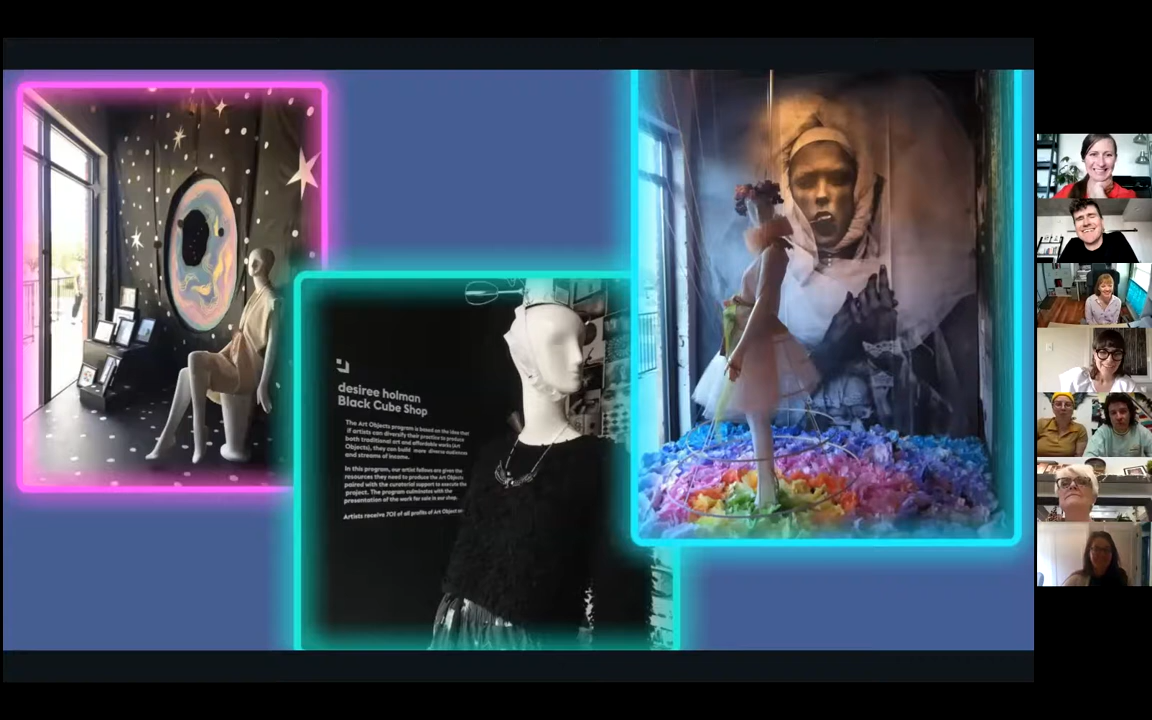 desiree holman
Black Cube Shop
The Art Objects program is based on the idea that
if artists can diversify their practice to produce
both traditional art and affordable works (Art
Objects), they can build more diverse audiences
and streams of income.
In this program, our artist fellows are given the
resources they need to produce the Art Objects
paired with the curatorial support to execute the
project. The program culminates with the
presentation of the work for sale in our shop.
Artists receive 70% of all profits of Art Object